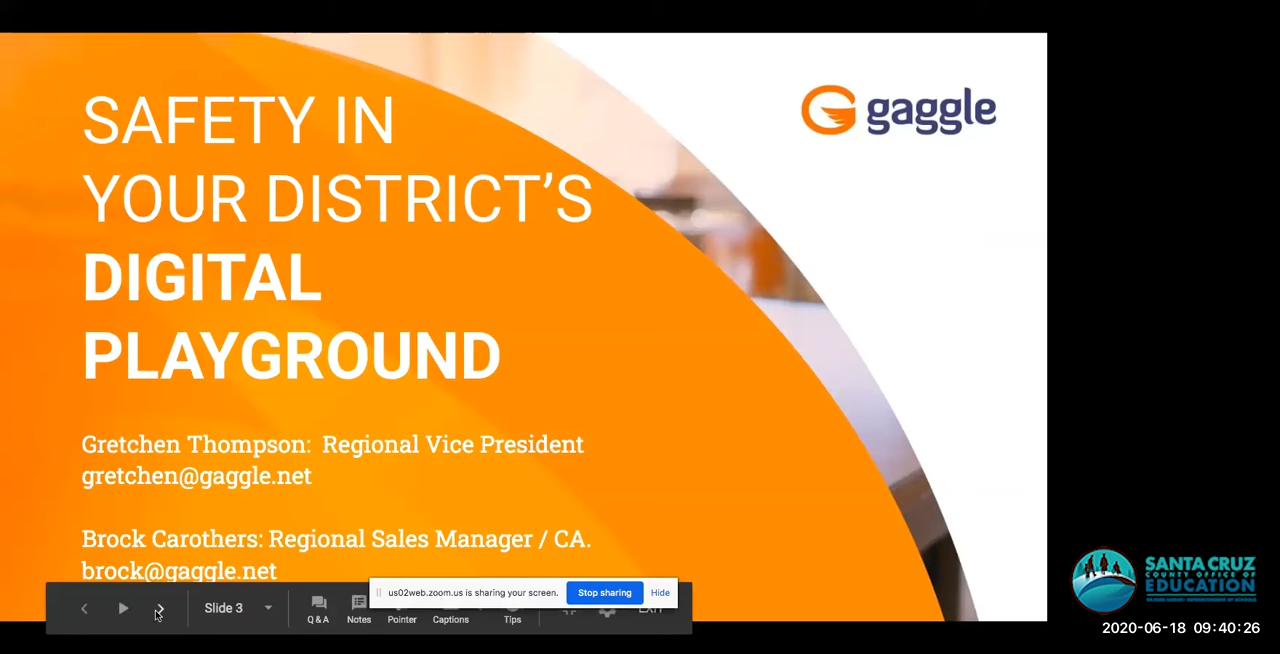 SAFETY IN
YOUR DISTRICT’S
DIGITAL
PLAYGROUND
gaggle
Gretchen Thompson:  Regional Vice President
gretchen@gaggle.net
Brock Carothers: Regional Sales Manager / CA.
brock@gaggle.net
us02web.zoom.us is sharing your screen.
Stop sharing
Hide
Slide 3
Q & A
Notes
Pointer
Captions
Tips
EXIT
SANTA CRUZ
COUNTY OFFICE OF
EDUCATION
2020-06-18 09:40:26